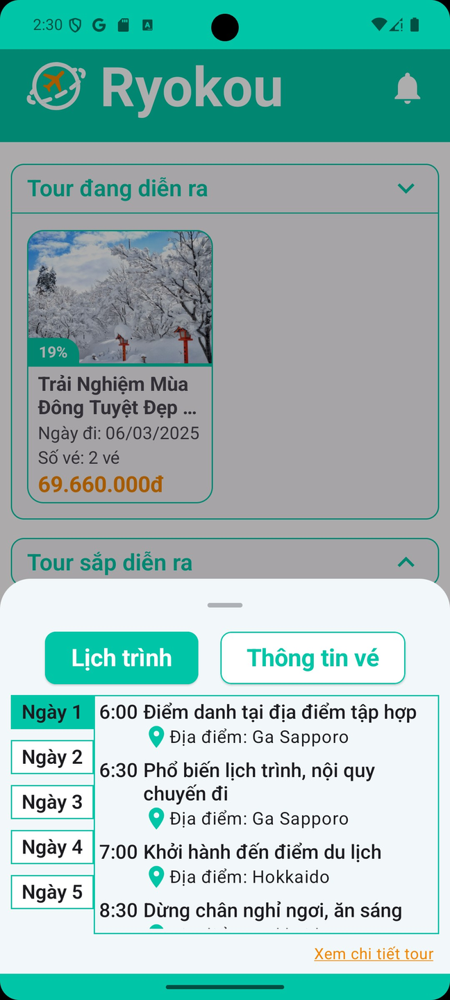 2:30
Ryokou
Tour đang diễn ra
19%
Trải Nghiệm Mùa
Đông Tuyệt Đẹp ...
Ngày đi: 06/03/2025
Số vé: 2 vé
69.660.000đ
Tour sắp diễn ra
Lịch trình
Thông tin vé
Ngày 1
Ngày 2
Ngày 3
Ngày 4
Ngày 5
6:00 Điểm danh tại địa điểm tập hợp
Địa điểm: Ga Sapporo
6:30 Phổ biến lịch trình, nội quy
chuyến đi
Địa điểm: Ga Sapporo
7:00 Khởi hành đến điểm du lịch
Địa điểm: Hokkaido
8:30 Dừng chân nghỉ ngơi, ăn sáng
Xem chi tiết tour